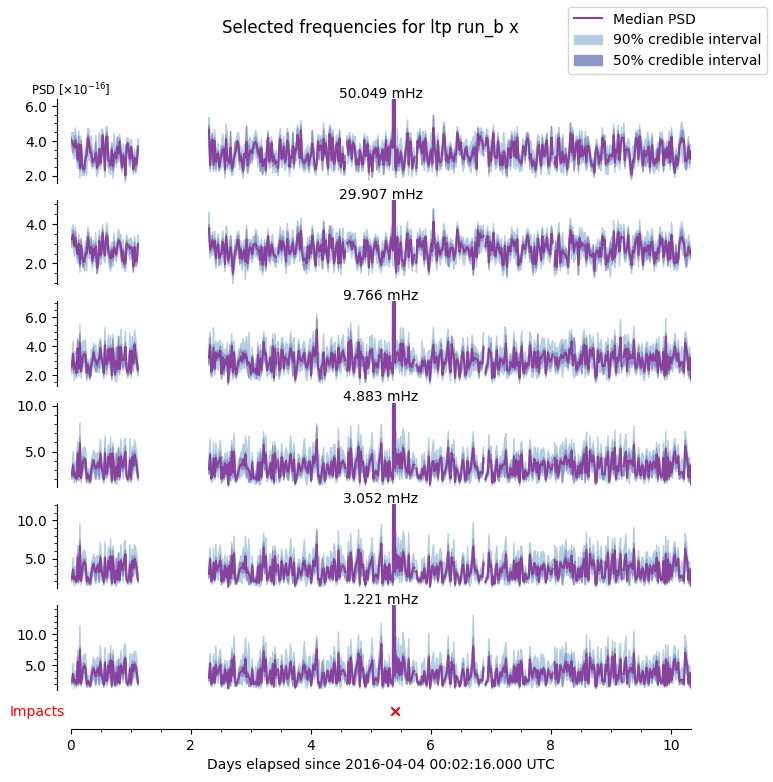 Selected frequencies for ltp run_b x
Median PSD
90% credible interval
50% credible interval
PSD [×10⁻¹⁶]
50.049 mHz
6.0
4.0
2.0
29.907 mHz
4.0
2.0
9.766 mHz
6.0
4.0
2.0
4.883 mHz
10.0
5.0
3.052 mHz
10.0
5.0
1.221 mHz
10.0
5.0
Impacts
0 2 4 6 8 10
Days elapsed since 2016-04-04 00:02:16.000 UTC